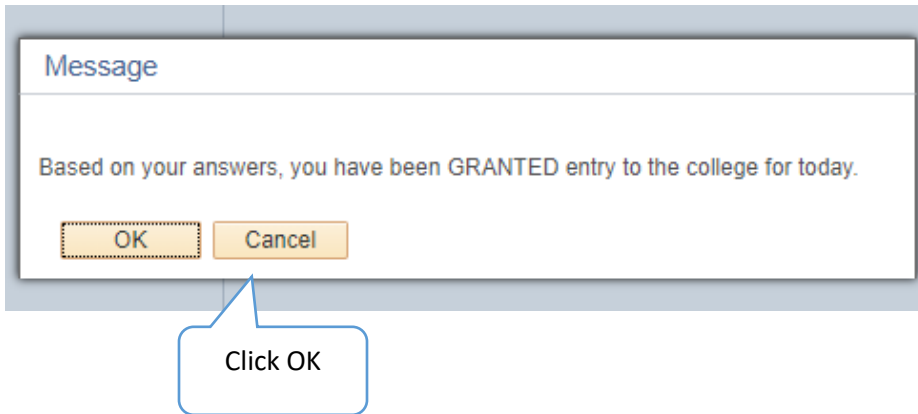 Message
Based on your answers, you have been GRANTED entry to the college for today.
OK Cancel
Click OK